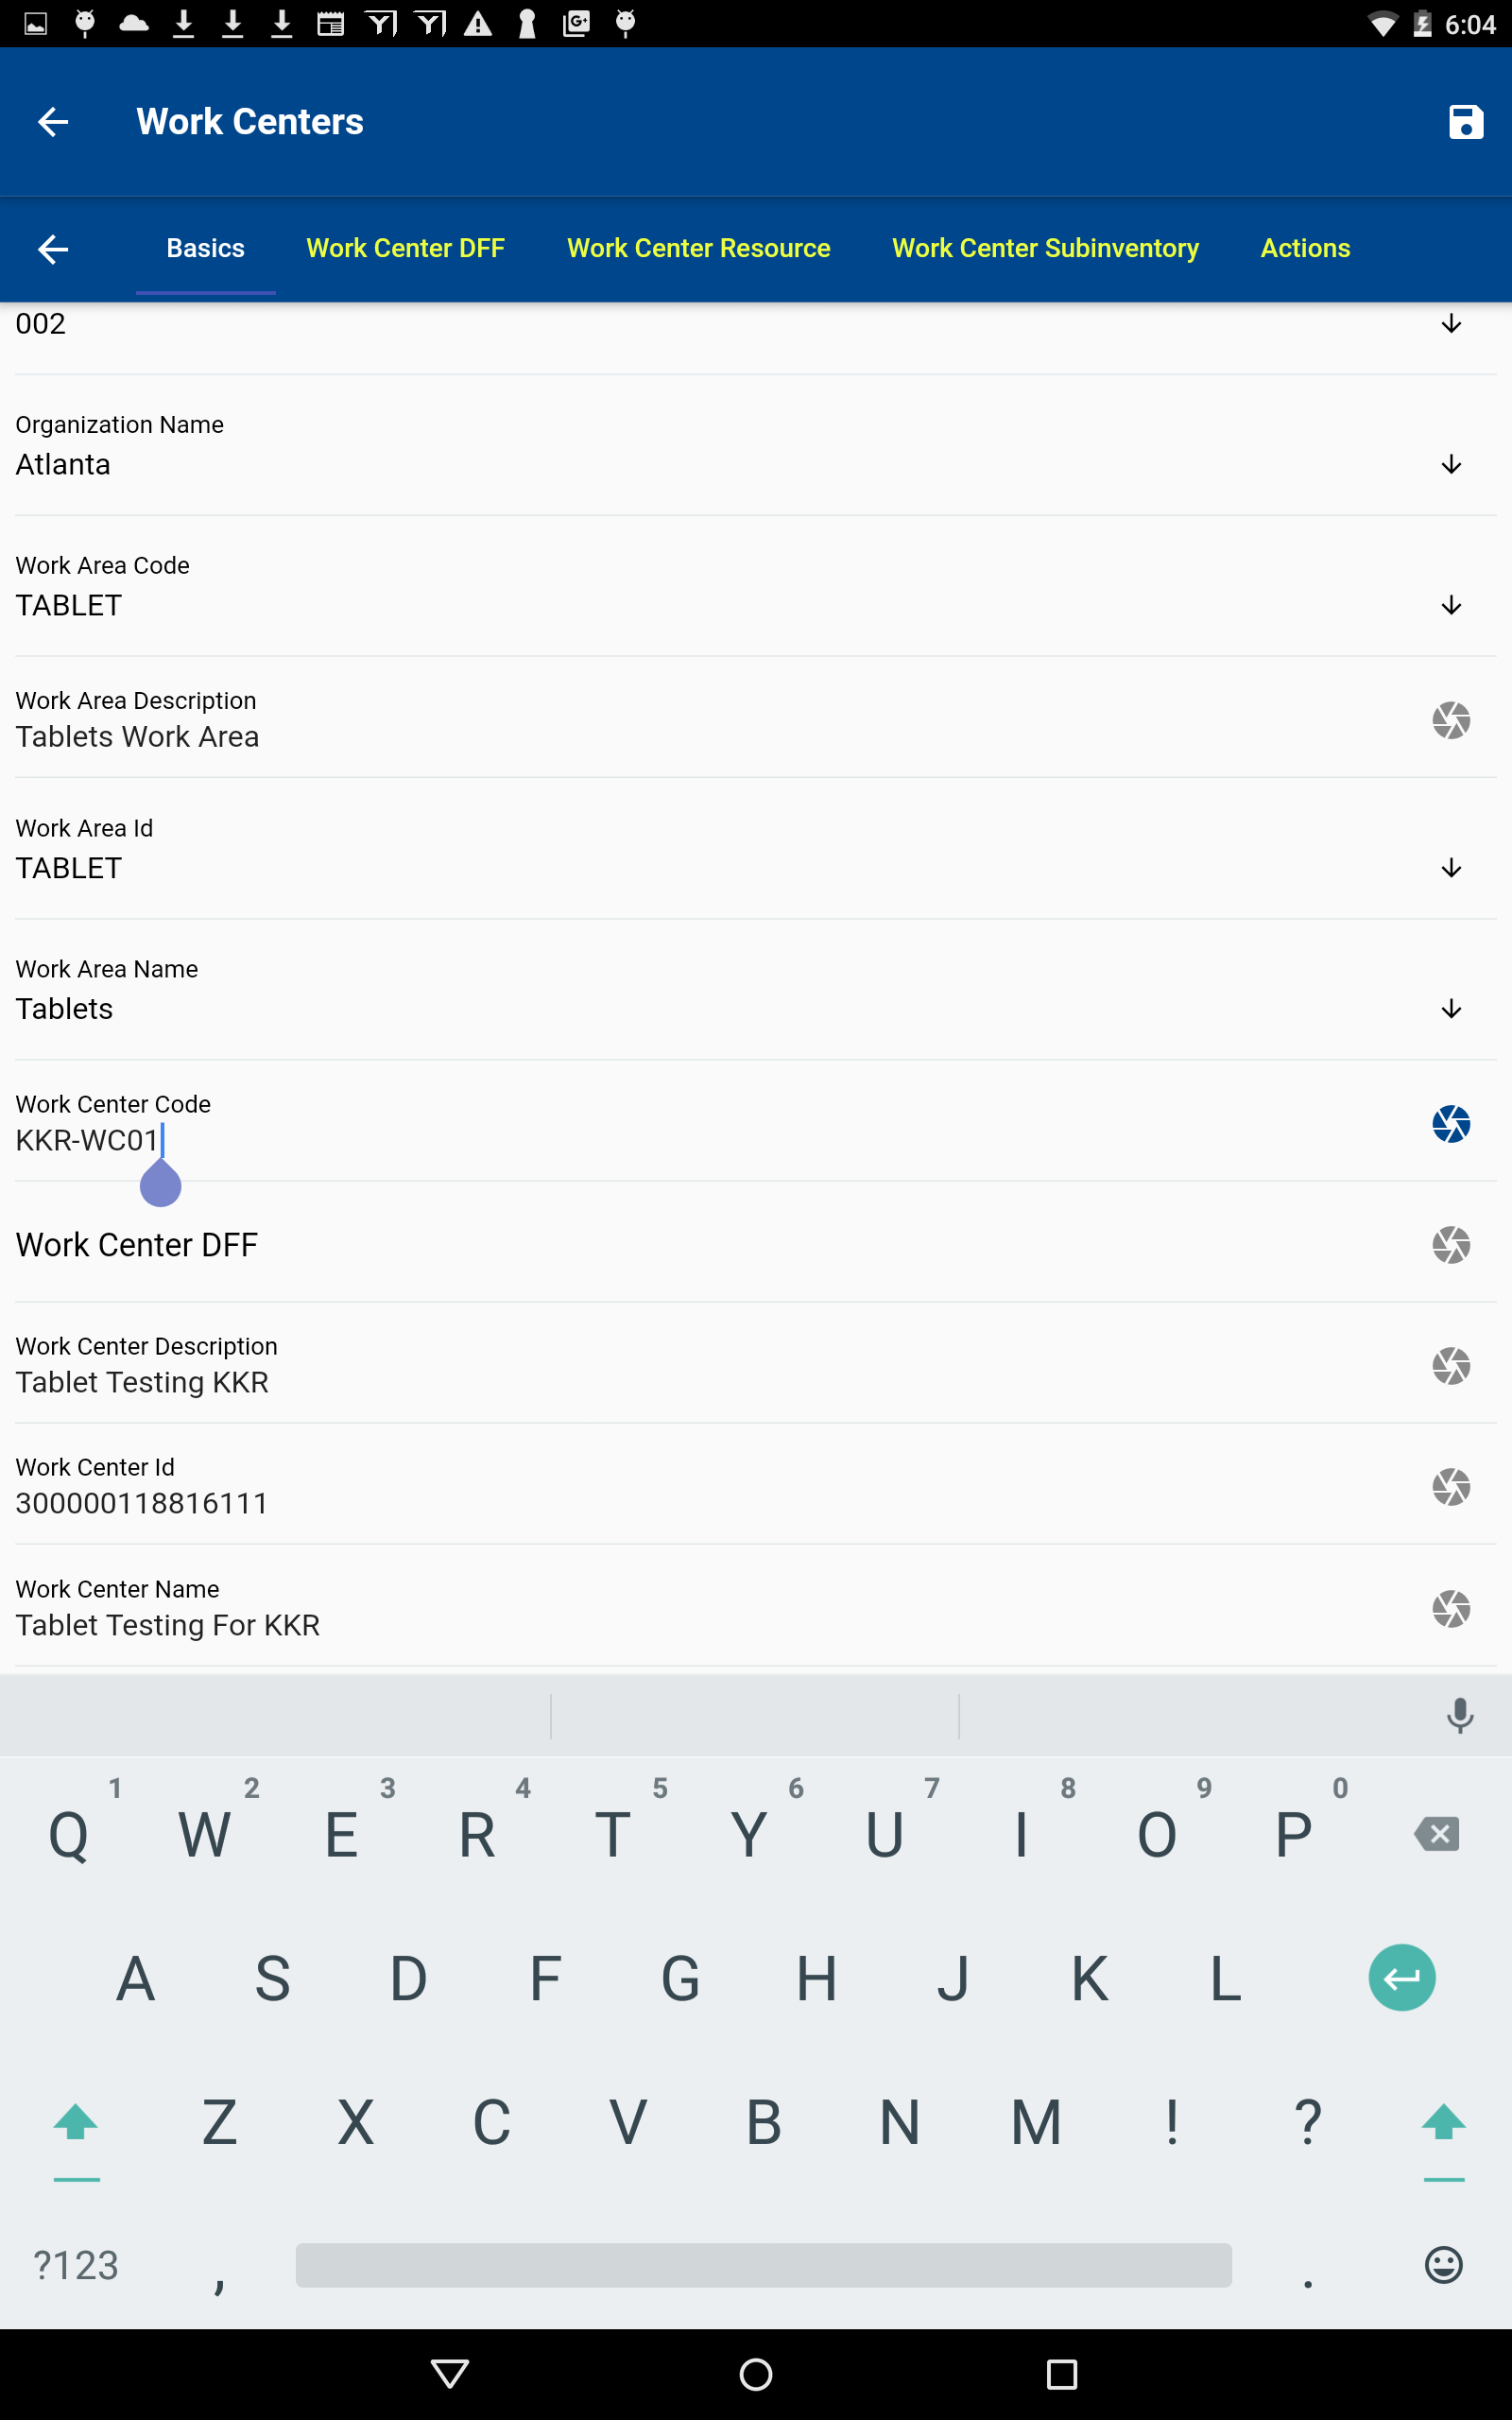 6:04
Work Centers
Basics Work Center DFF Work Center Resource Work Center Subinventory Actions
002
Organization Name
Atlanta
Work Area Code
TABLET
Work Area Description
Tablets Work Area
Work Area Id
TABLET
Work Area Name
Tablets
Work Center Code
KKR-WC01
Work Center DFF
Work Center Description
Tablet Testing KKR
Work Center Id
300000118816111
Work Center Name
Tablet Testing For KKR
1 2 3 4 5 6 7 8 9 0
Q W E R T Y U I O P
A S D F G H J K L
Z X C V B N M ! ?
?123 , .